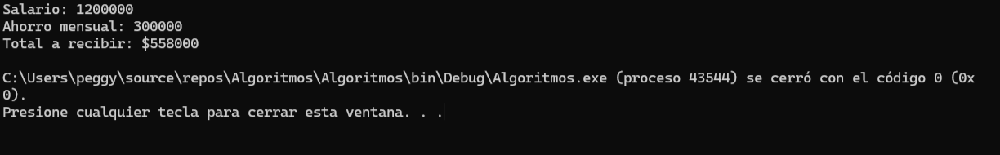 Salario: 1200000
Ahorro mensual: 300000
Total a recibir: $558000
C:\Users\peggy\source\repos\Algoritmos\Algoritmos\bin\Debug\Algoritmos.exe (proceso 43544) se cerró con el código 0 (0x
0).
Presione cualquier tecla para cerrar esta ventana. . .